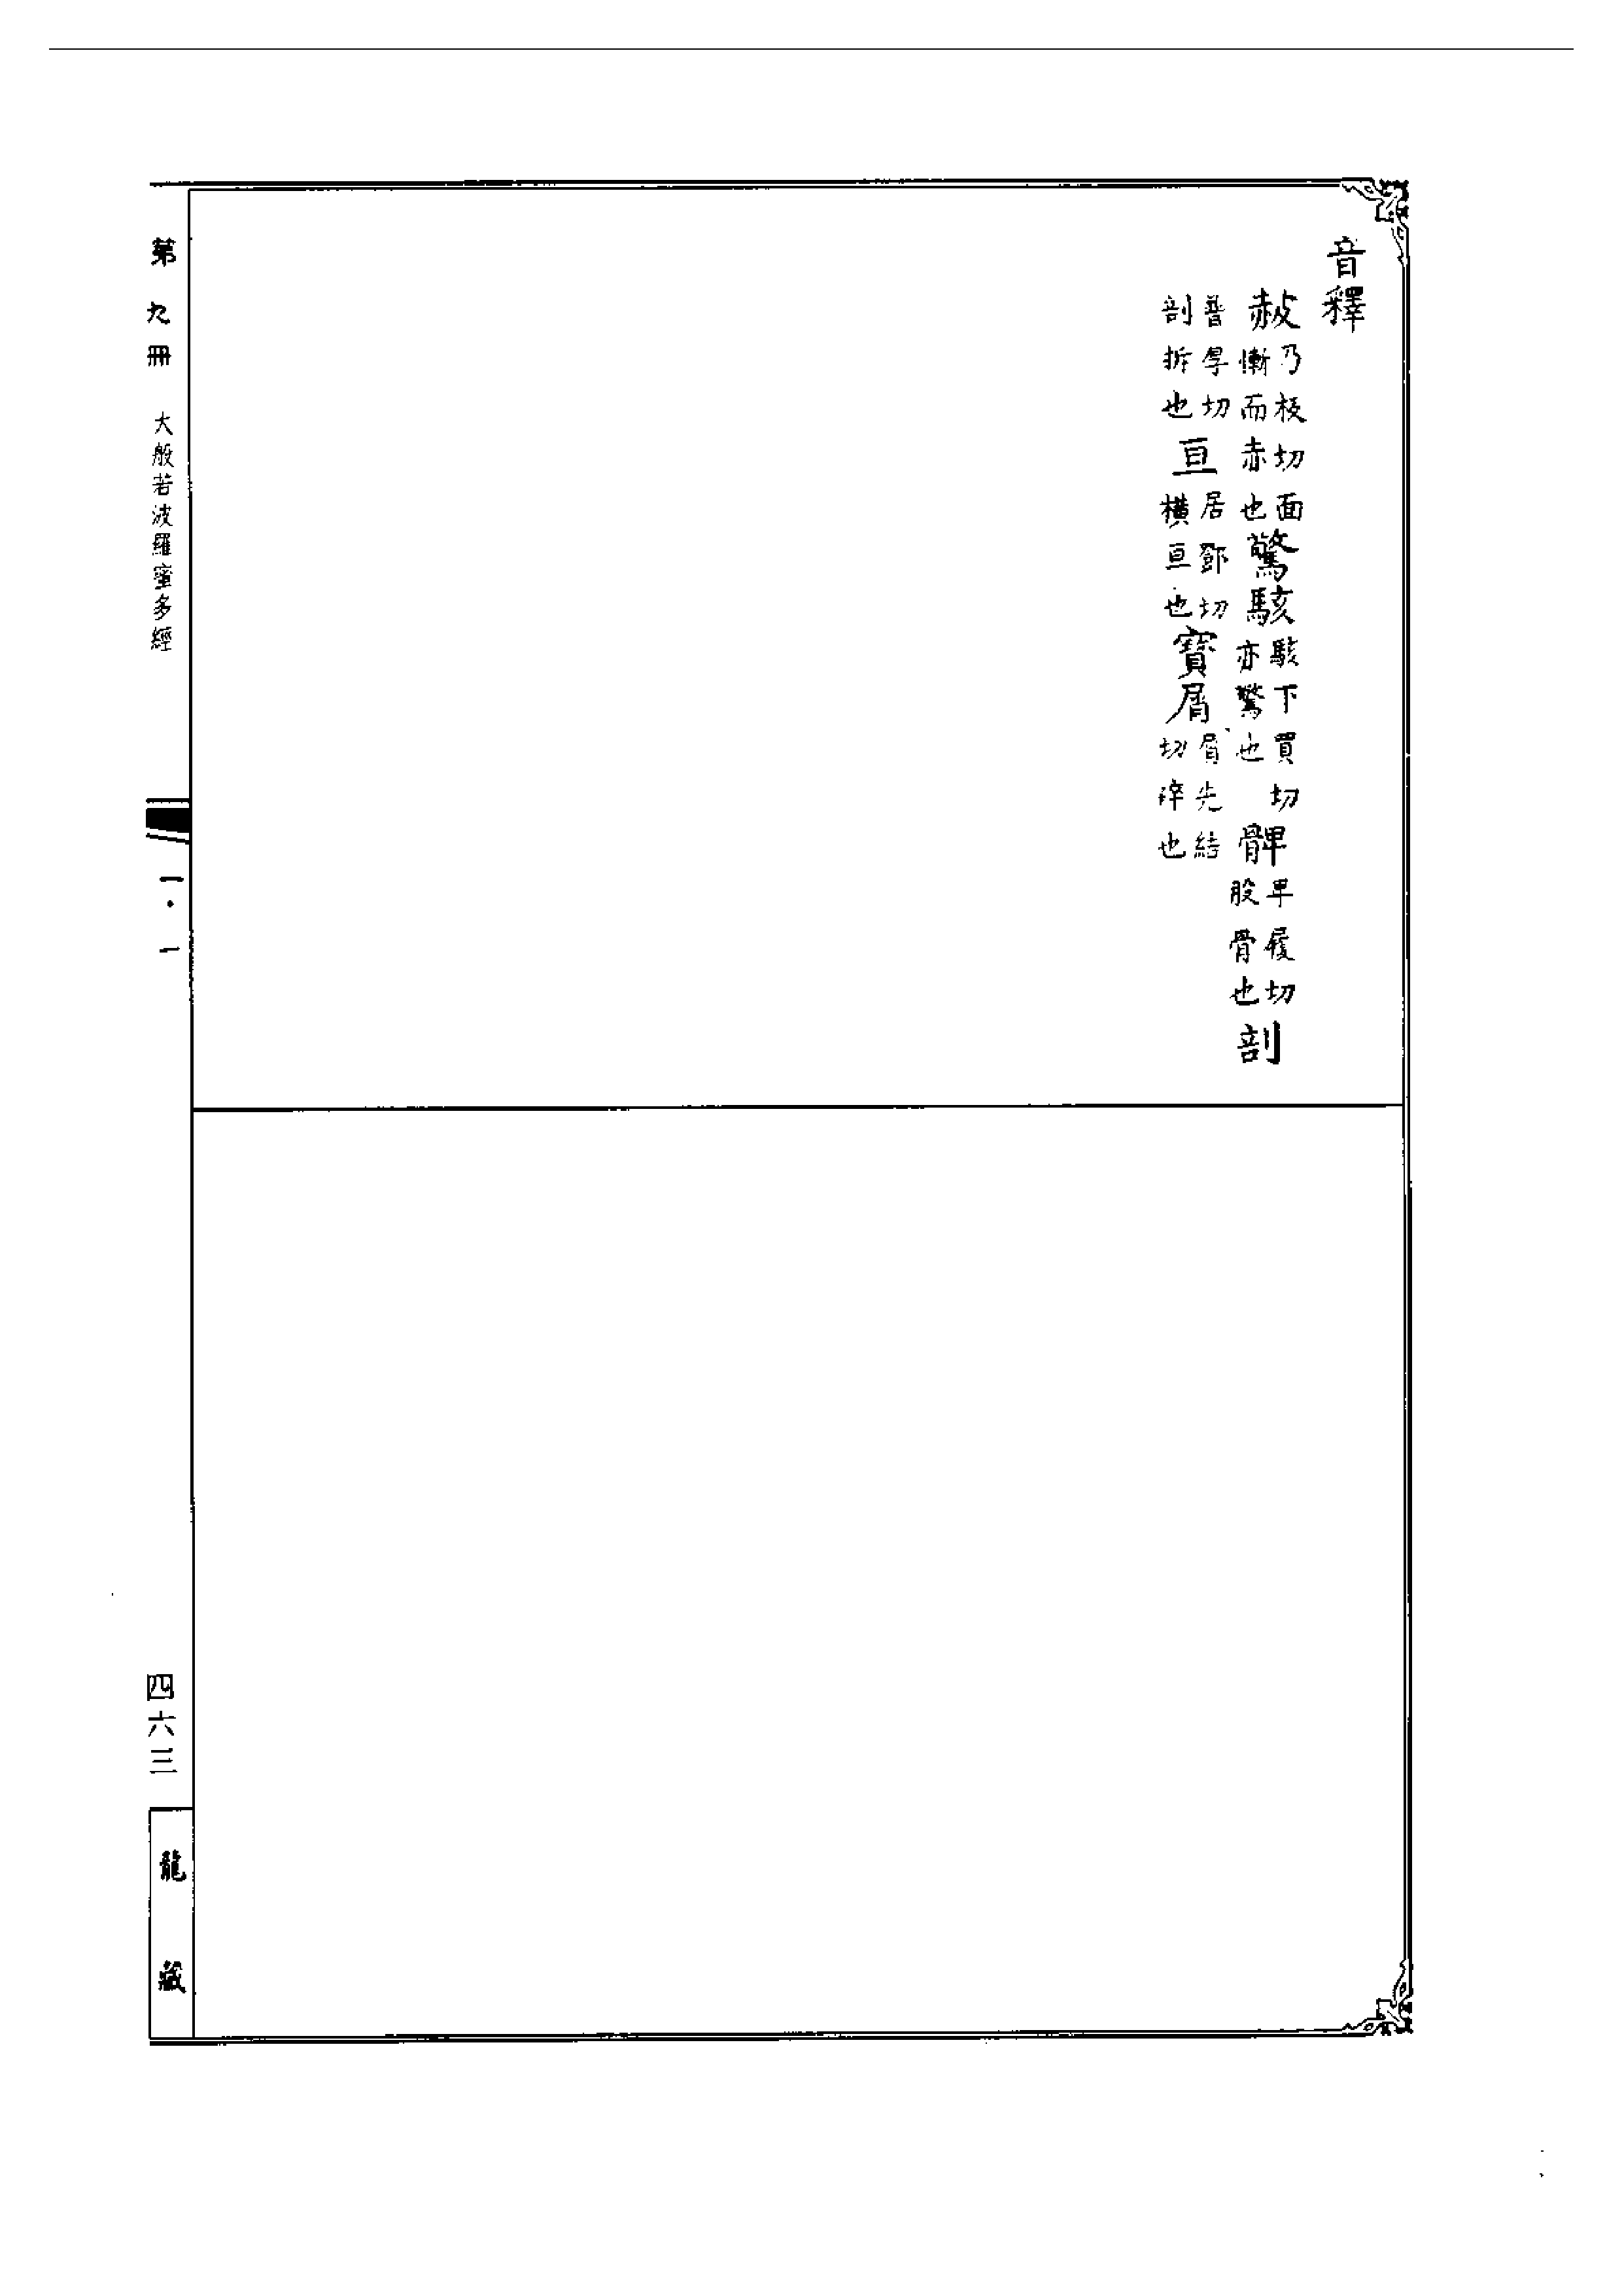 音釋
赧乃板切面慚而赤也驚駭駭下買切亦驚也髀卑履切股骨也剖
普厚切剖拆也亘居鄧切橫亘也寶屑屑先結切碎也
第九冊 大般若波羅蜜多經 一·一 四六三
龍藏